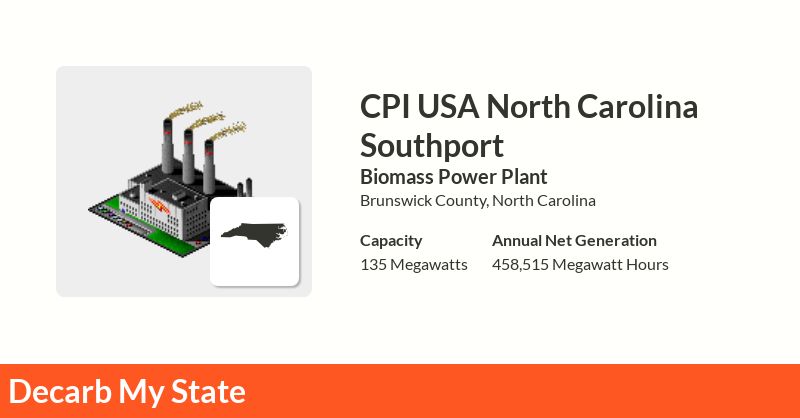 CPI USA North Carolina
Southport
Biomass Power Plant
Brunswick County, North Carolina
Capacity
135 Megawatts
Annual Net Generation
458,515 Megawatt Hours
Decarb My State